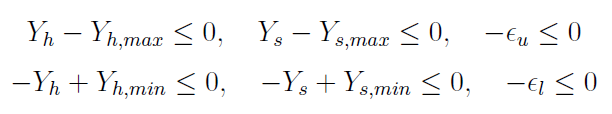 Y_h − Y_{h,max} ≤ 0, Y_s − Y_{s,max} ≤ 0, −ϵ_u ≤ 0
−Y_h + Y_{h,min} ≤ 0, −Y_s + Y_{s,min} ≤ 0, −ϵ_l ≤ 0